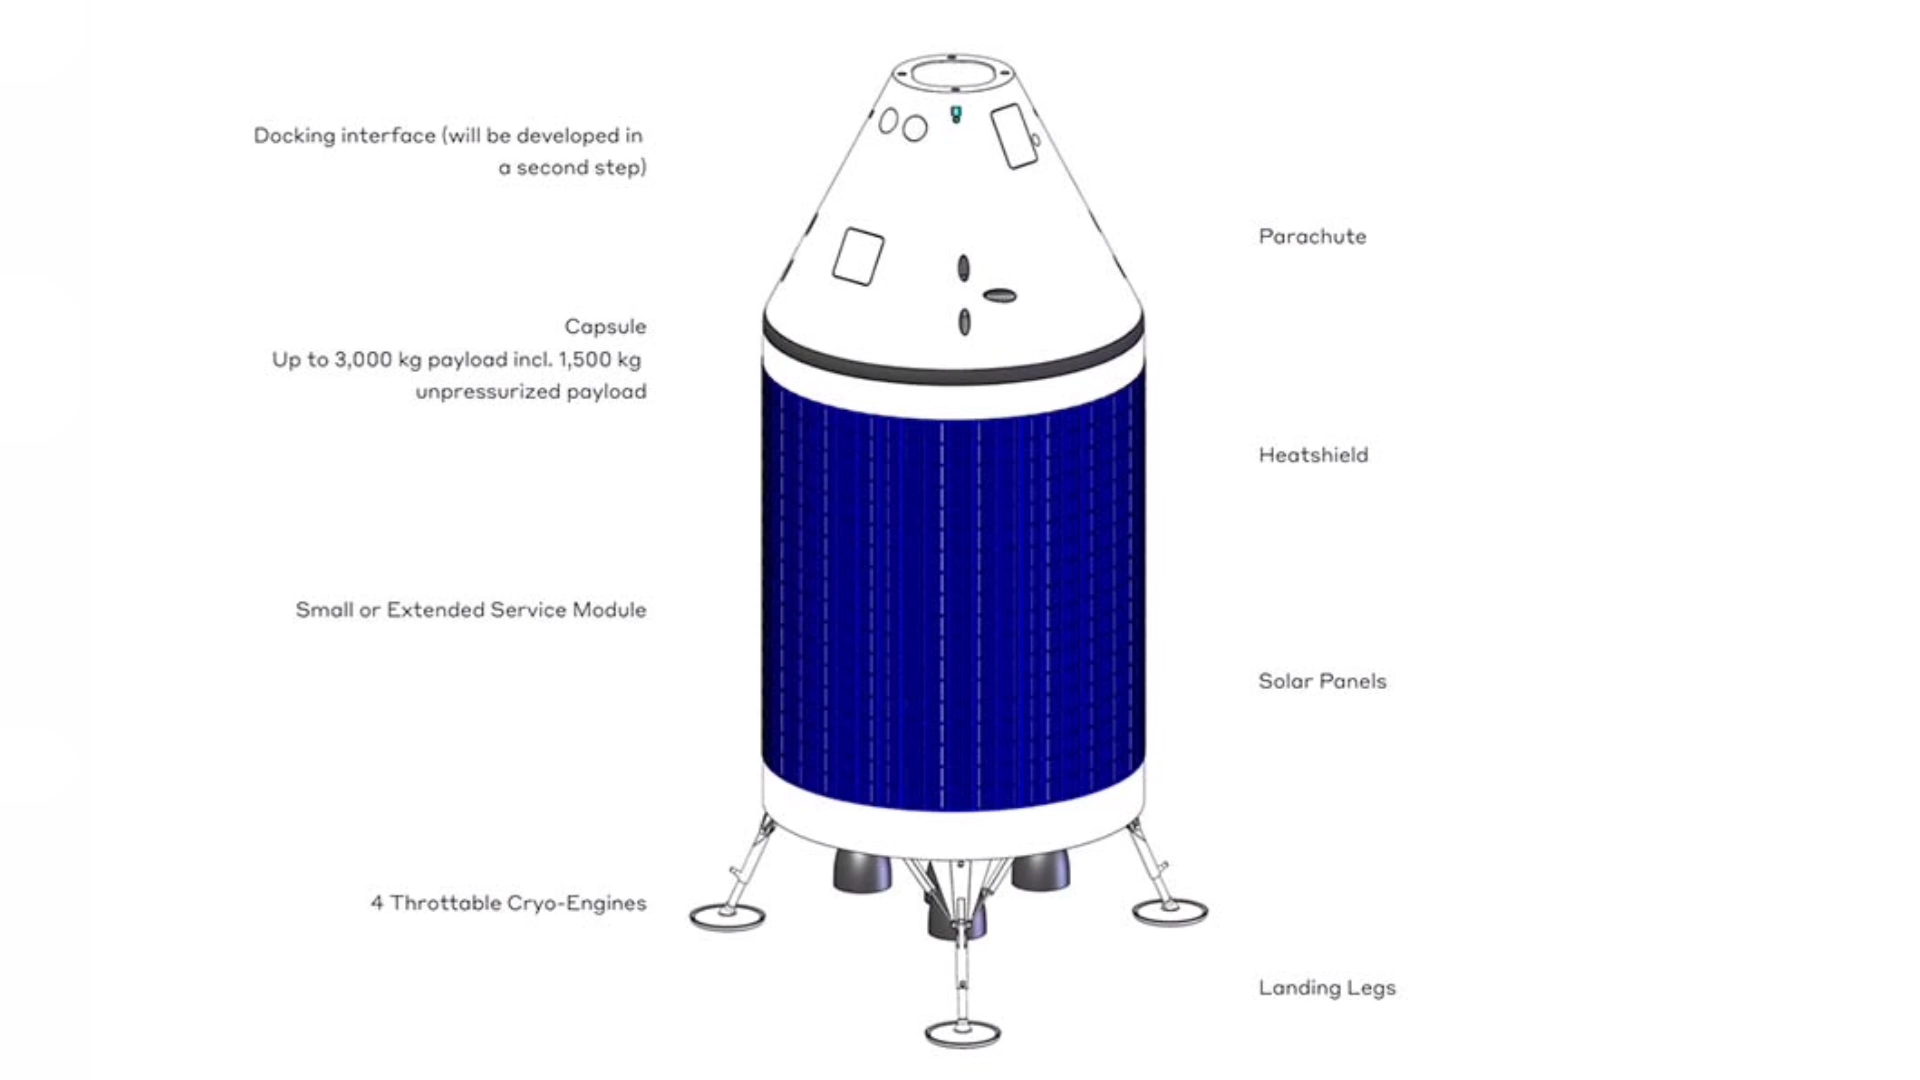 Docking interface (will be developed in
a second step)
Parachute
Capsule
Up to 3,000 kg payload incl. 1,500 kg
unpressurized payload
Heatshield
Small or Extended Service Module
Solar Panels
4 Throttable Cryo-Engines
Landing Legs